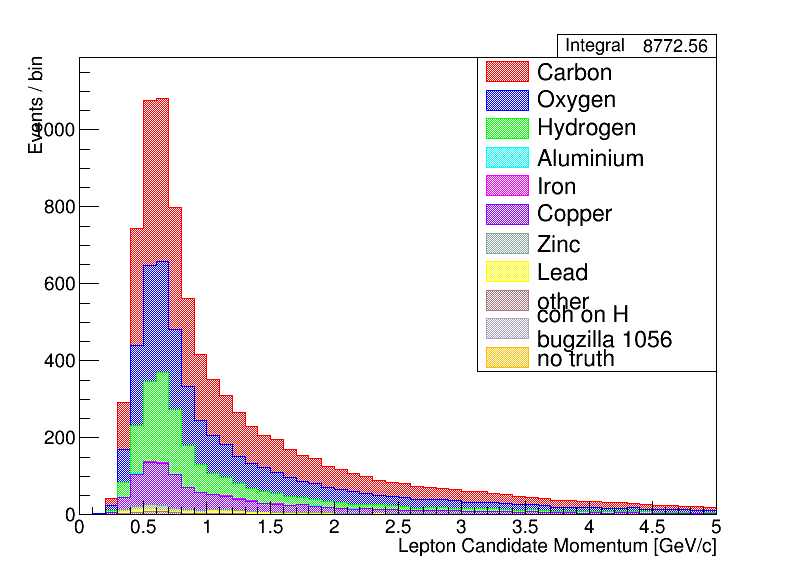 Integral 8772.56
Events / bin
1000
800
600
400
200
0
Carbon
Oxygen
Hydrogen
Aluminium
Iron
Copper
Zinc
Lead
other
coh on H
bugzilla 1056
no truth
0 0.5 1 1.5 2 2.5 3 3.5 4 4.5 5
Lepton Candidate Momentum [GeV/c]